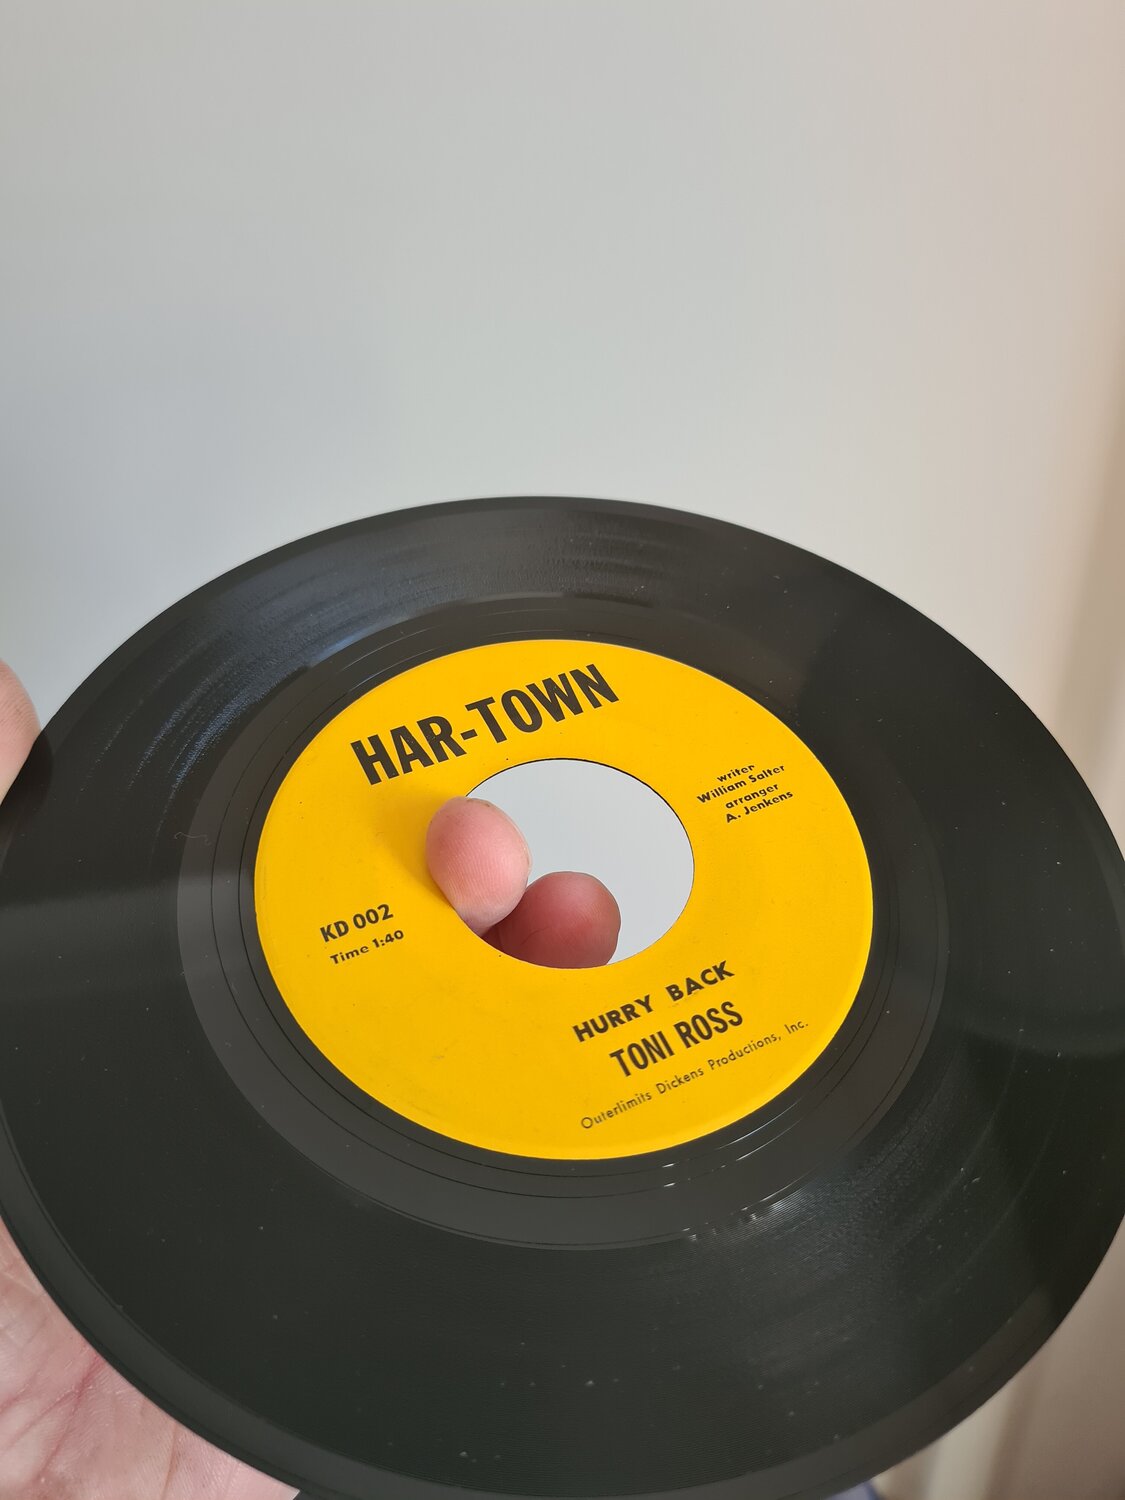 HAR-TOWN
writer
William Salter
arranger
A. Jenkens
KD 002
Time 1:40
HURRY BACK
TONI ROSS
Outerlimits Dickens Productions, Inc.